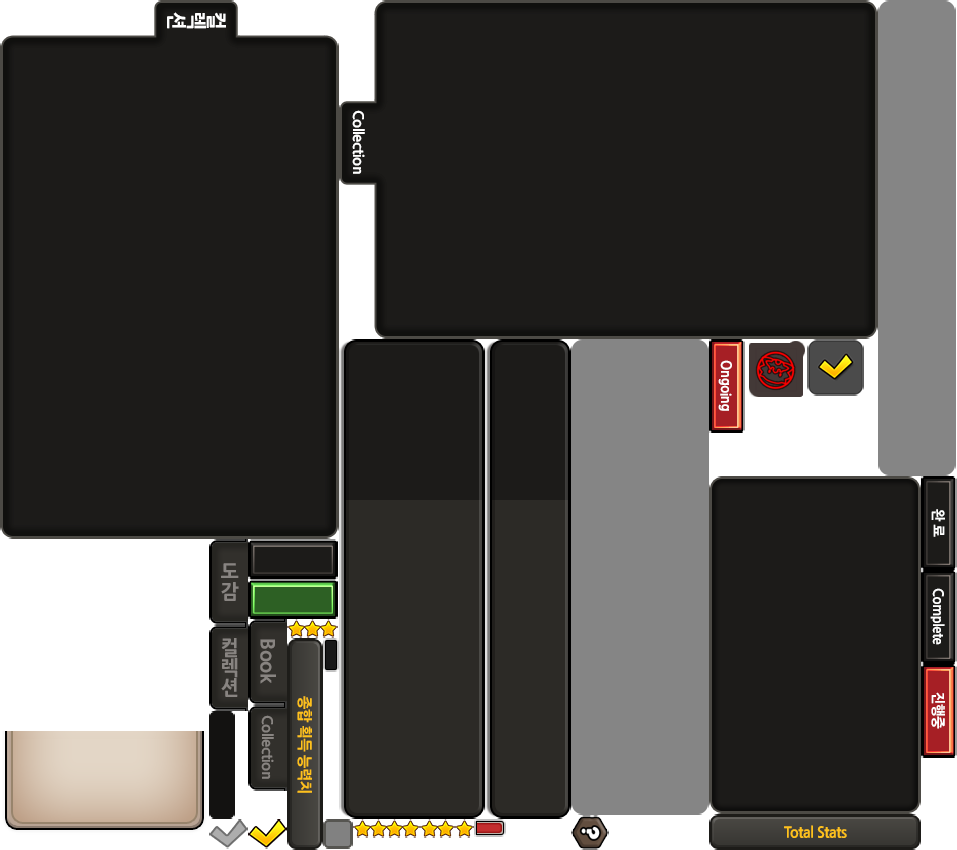 컬렉션
Collection
Ongoing
완 료
Complete
진행중
도감
컬렉션
Book
Collection
종합 획득 능력치
?
Total Stats